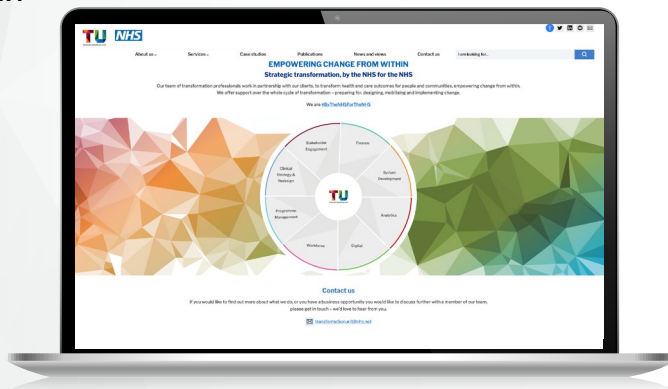 TU NHS
About us
Services
Case studies
Publications
News and views
Contact us
I am looking for...
EMPOWERING CHANGE FROM WITHIN
Strategic transformation, by the NHS for the NHS
Our team of transformation professionals work in partnership with our clients, to transform health and care outcomes for people and communities, empowering change from within.
We offer support over the whole cycle of transformation – preparing for, designing, mobilising and implementing change.
We are #ByTheNHSForTheNHS
Stakeholder
Engagement
Finance
Clinical
Strategy &
Redesign
System
Development
TU
Programme
Management
Analytics
Workforce
Digital
Contact us
If you would like to find out more about what we do, or you have a business opportunity you would like to discuss further with a member of our team,
please get in touch – we'd love to hear from you.
transformationunit@nhs.net